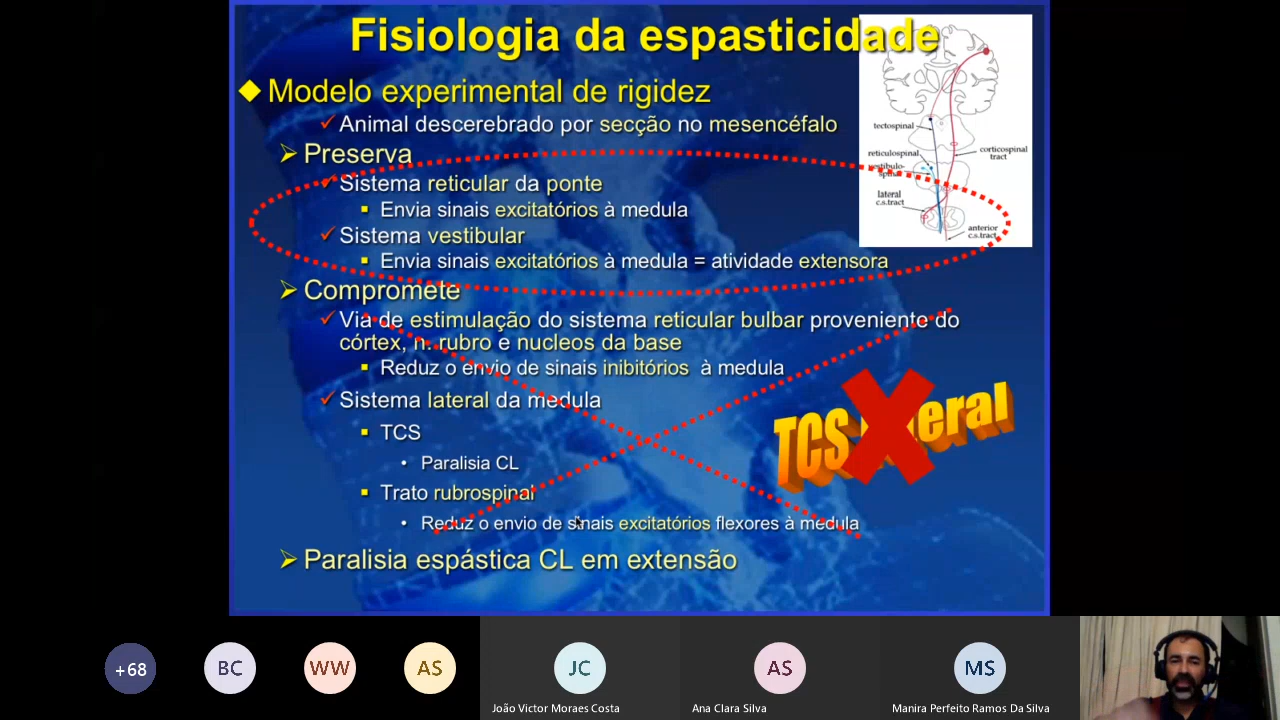 Fisiologia da espasticidade
Modelo experimental de rigidez
Animal descerebrado por secção no mesencéfalo
Preserva
Sistema reticular da ponte
Envia sinais excitatórios à medula
Sistema vestibular
Envia sinais excitatórios à medula = atividade extensora
Compromete
Via de estimulação do sistema reticular bulbar proveniente do
córtex, n. rubro e nucleos da base
Reduz o envio de sinais inibitórios à medula
Sistema lateral da medula
TCS
Paralisia CL
Trato rubrospinal
Reduz o envio de sinais excitatórios flexores à medula
Paralisia espástica CL em extensão
tectospinal
reticulospinal
vestibulo-
spinal
corticospinal
tract
lateral
c.s.tract
anterior
c.s.tract
TCS lateral
+68
BC
WW
AS
JC
João Victor Moraes Costa
AS
Ana Clara Silva
MS
Manira Perfeito Ramos Da Silva